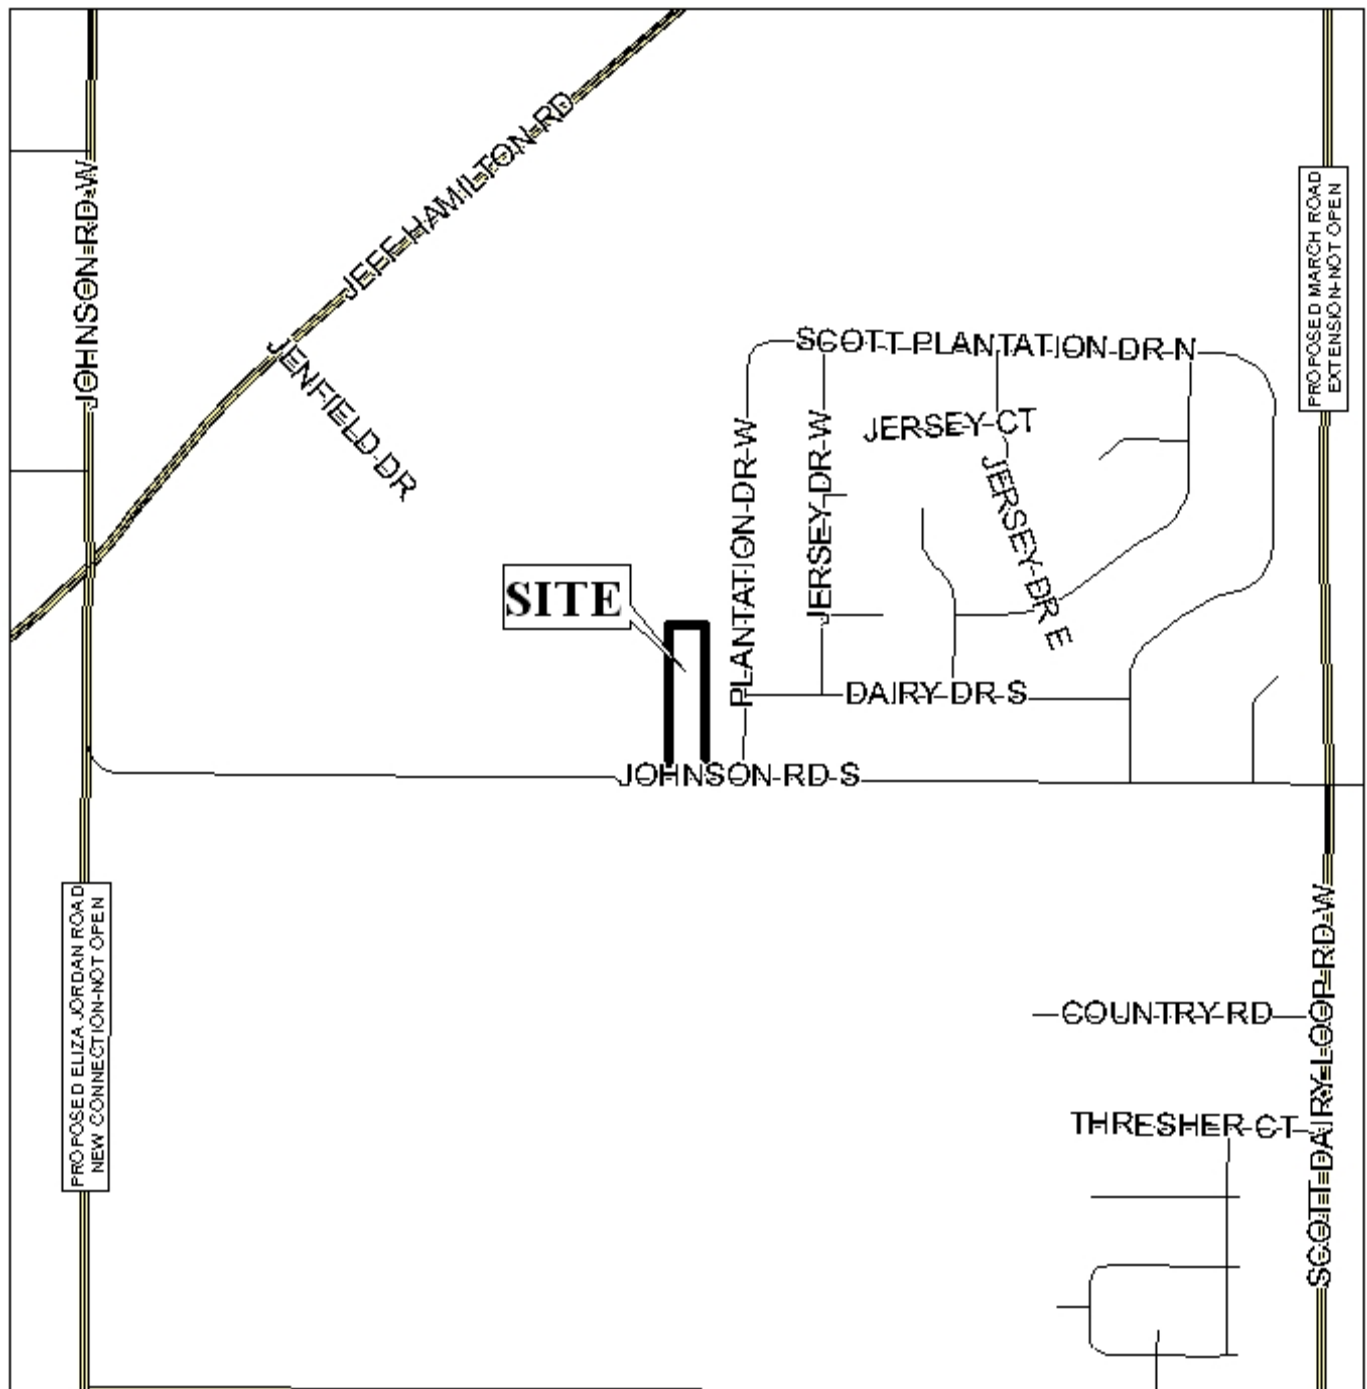 JEFF HAMILTON RD
JOHNSON RD W
PROPOSED MARCH ROAD
EXTENSION-NOT OPEN
JENFIELD DR
SCOTT PLANTATION DR N
JERSEY CT
PLANTATION DR W
JERSEY DR W
JERSEY DR E
SITE
DAIRY DR S
JOHNSON RD S
PROPOSED ELIZA JORDAN ROAD
NEW CONNECTION-NOT OPEN
COUNTRY RD
THRESHER CT
SCOTT DAIRY LOOP RD W